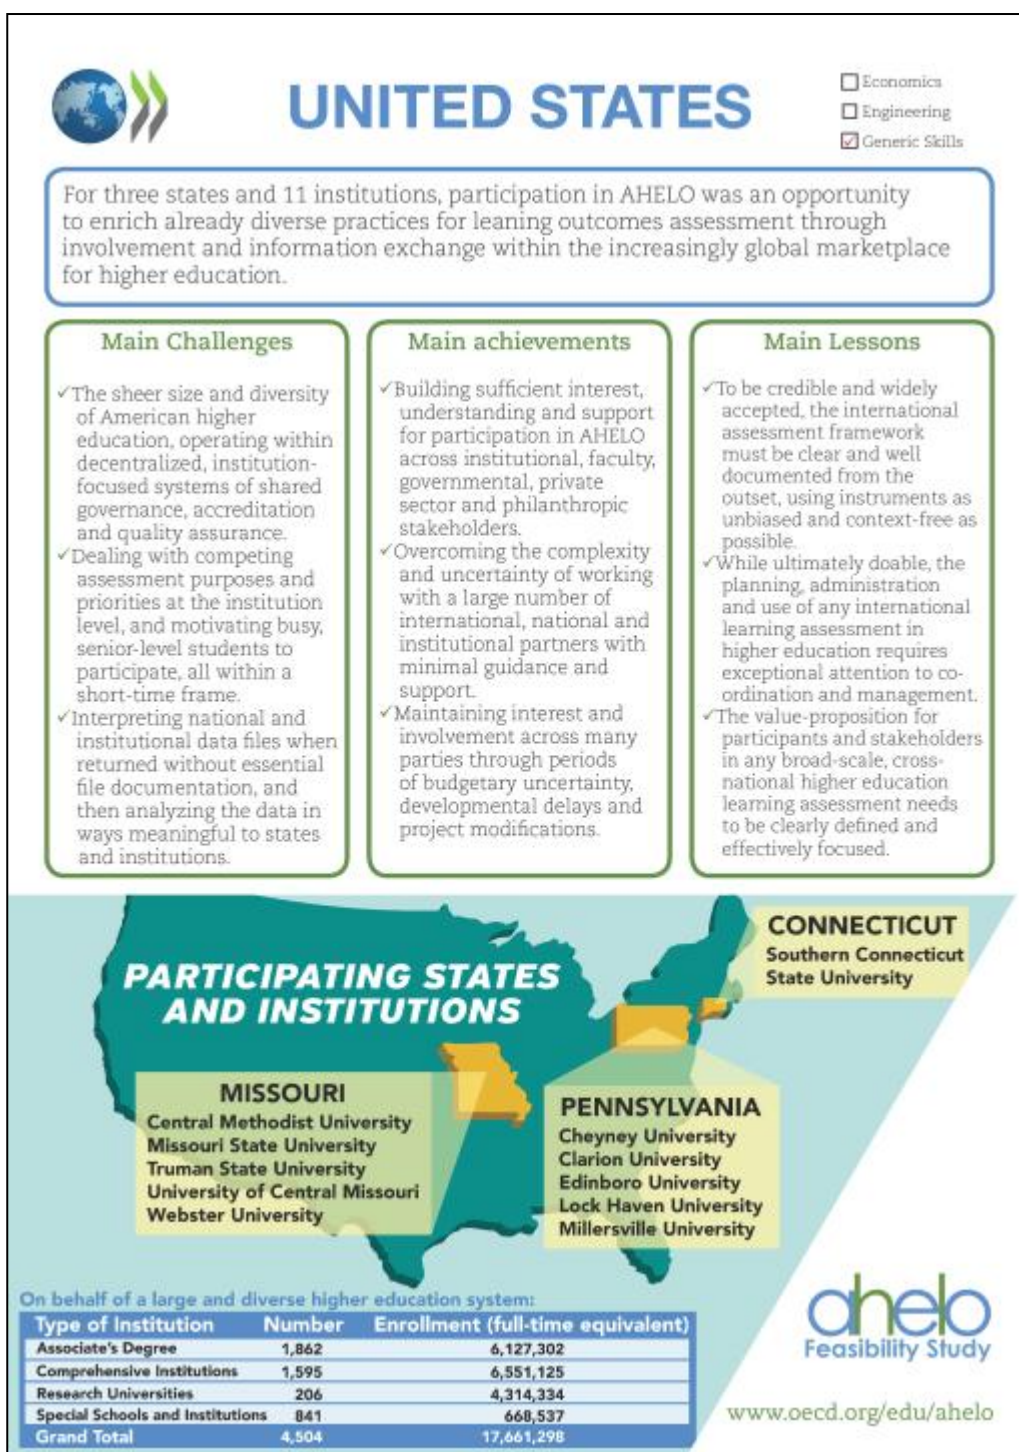 UNITED STATES
Economics
Engineering
Generic Skills
For three states and 11 institutions, participation in AHELO was an opportunity
to enrich already diverse practices for leaning outcomes assessment through
involvement and information exchange within the increasingly global marketplace
for higher education.
Main Challenges
✓The sheer size and diversity
of American higher
education, operating within
decentralized, institution-
focused systems of shared
governance, accreditation
and quality assurance.
✓Dealing with competing
assessment purposes and
priorities at the institution
level, and motivating busy,
senior-level students to
participate, all within a
short-time frame.
✓Interpreting national and
institutional data files when
returned without essential
file documentation, and
then analyzing the data in
ways meaningful to states
and institutions.
Main achievements
✓Building sufficient interest,
understanding and support
for participation in AHELO
across institutional, faculty,
governmental, private
sector and philanthropic
stakeholders.
✓Overcoming the complexity
and uncertainty of working
with a large number of
international, national and
institutional partners with
minimal guidance and
support.
✓Maintaining interest and
involvement across many
parties through periods
of budgetary uncertainty,
developmental delays and
project modifications.
Main Lessons
✓To be credible and widely
accepted, the international
assessment framework
must be clear and well
documented from the
outset, using instruments as
unbiased and context-free as
possible.
✓While ultimately doable, the
planning, administration
and use of any international
learning assessment in
higher education requires
exceptional attention to co-
ordination and management.
✓The value-proposition for
participants and stakeholders
in any broad-scale, cross-
national higher education
learning assessment needs
to be clearly defined and
effectively focused.
PARTICIPATING STATES
AND INSTITUTIONS
CONNECTICUT
Southern Connecticut
State University
MISSOURI
Central Methodist University
Missouri State University
Truman State University
University of Central Missouri
Webster University
PENNSYLVANIA
Cheyney University
Clarion University
Edinboro University
Lock Haven University
Millersville University
On behalf of a large and diverse higher education system:
Type of Institution Number Enrollment (full-time equivalent)
Associate's Degree 1,862 6,127,302
Comprehensive Institutions 1,595 6,551,125
Research Universities 206 4,314,334
Special Schools and Institutions 841 668,537
Grand Total 4,504 17,661,298
ahelo
Feasibility Study
www.oecd.org/edu/ahelo